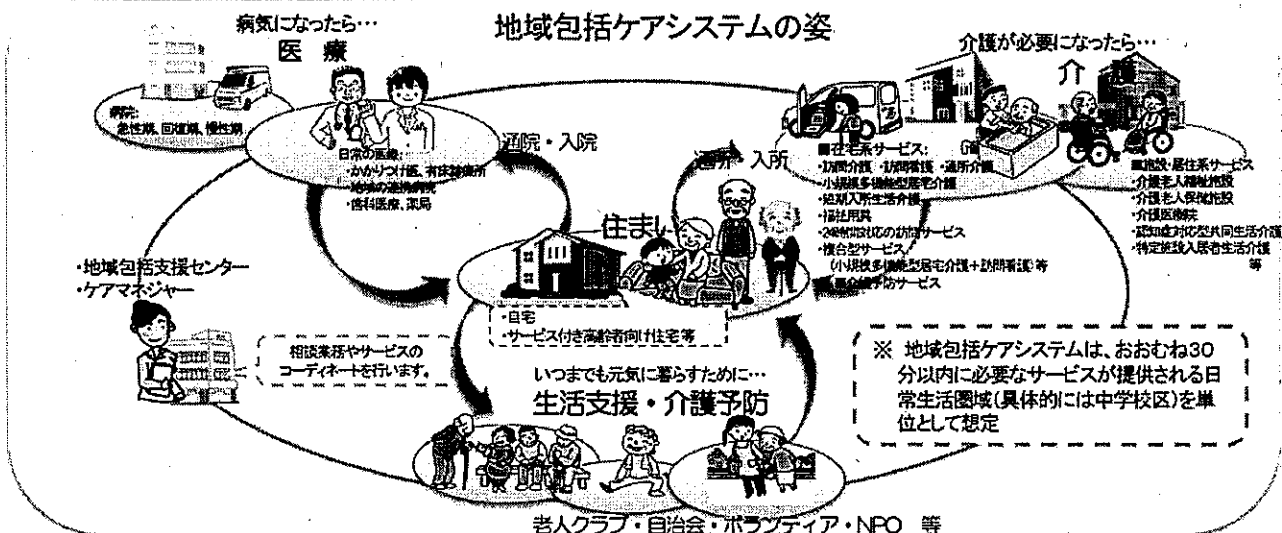 地域包括ケアシステムの姿
病気になったら…
医 療
病院:
急性期、回復期、慢性期
日常の医療:
・かかりつけ医、有床診療所
・地域の連携病院
・歯科医療、薬局
通院・入院
通所・入所
介護が必要になったら…
介 護
■在宅系サービス:
・訪問介護・訪問看護・通所介護
・小規模多機能型居宅介護
・短期入所生活介護
・福祉用具
・24時間対応の訪問サービス
・複合型サービス
(小規模多機能型居宅介護+訪問看護)等
介護予防サービス
■施設・居住系サービス
・介護老人福祉施設
・介護老人保健施設
・介護医療院
・認知症対応型共同生活介護
・特定施設入居者生活介護
等
住まい
・自宅
・サービス付き高齢者向け住宅等
・地域包括支援センター
・ケアマネジャー
相談業務やサービスの
コーディネートを行います。
いつまでも元気に暮らすために…
生活支援・介護予防
老人クラブ・自治会・ボランティア・NPO 等
※ 地域包括ケアシステムは、おおむね30
分以内に必要なサービスが提供される日
常生活圏域(具体的には中学校区)を単
位として想定